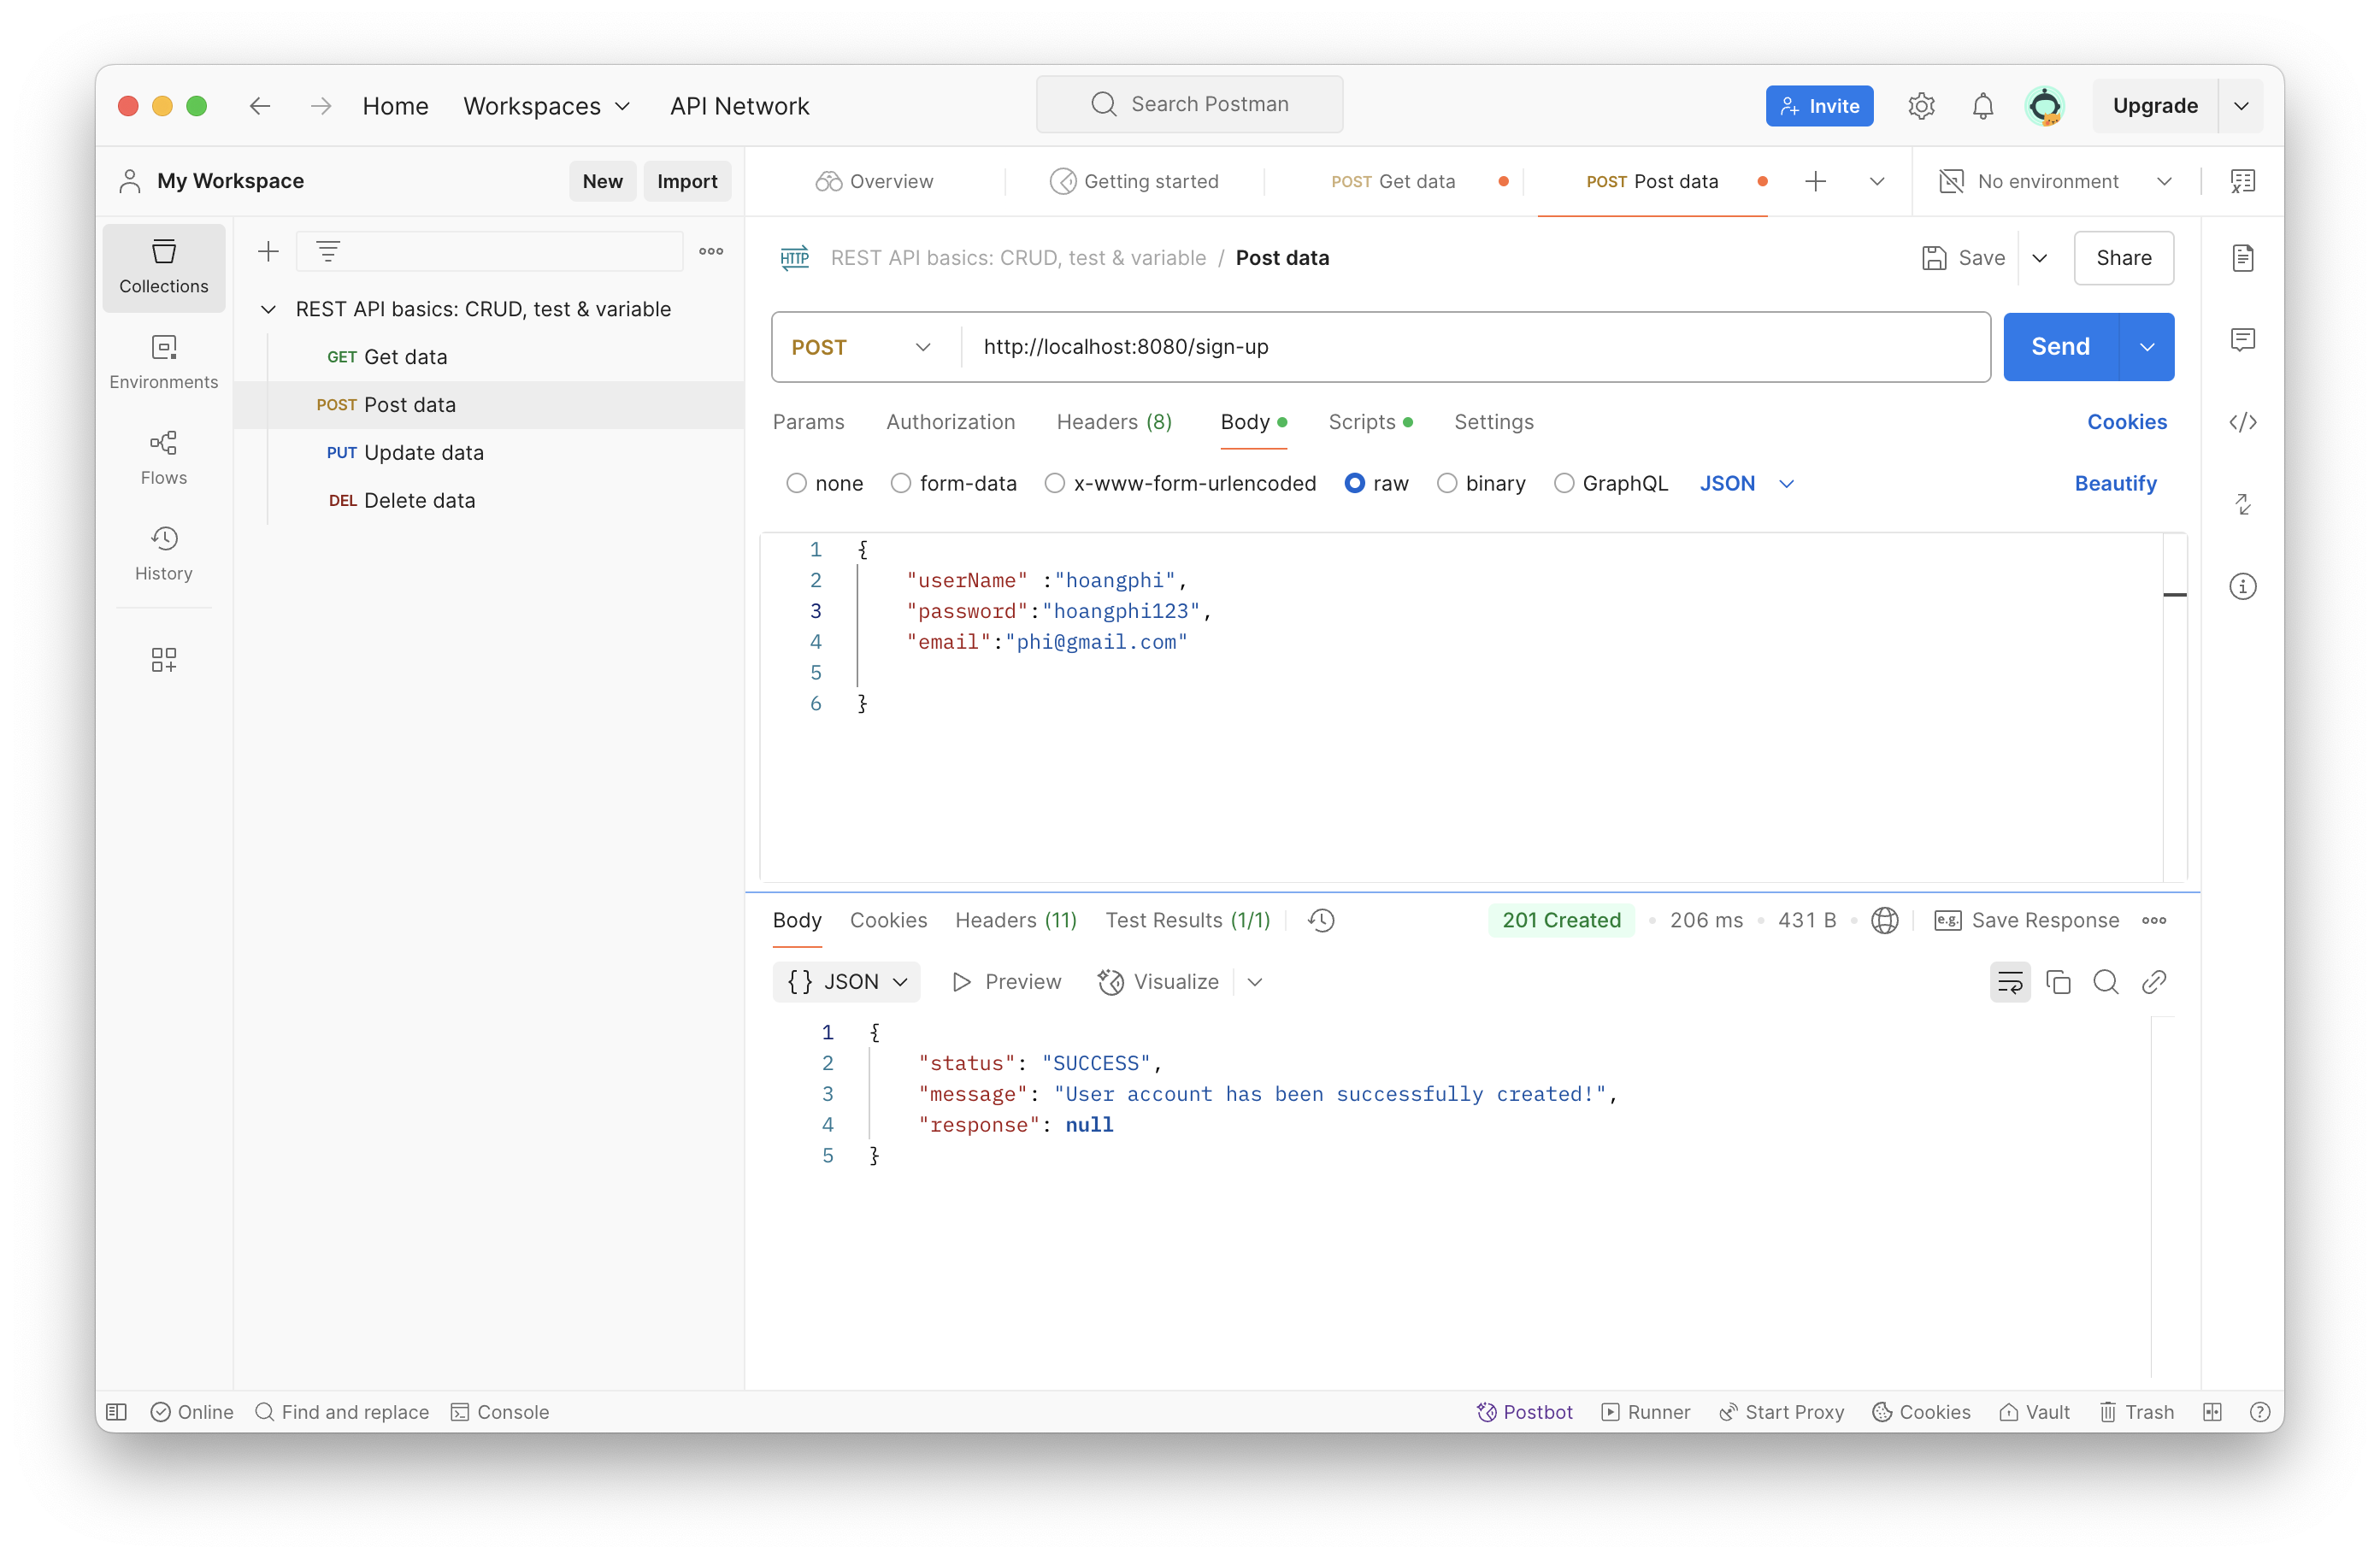 Home Workspaces API Network Search Postman Invite Upgrade
My Workspace New Import
Overview Getting started POST Get data POST Post data No environment
Collections
Environments
Flows
History
REST API basics: CRUD, test & variable
GET Get data
POST Post data
PUT Update data
DEL Delete data
HTTP REST API basics: CRUD, test & variable / Post data Save Share
POST http://localhost:8080/sign-up Send
Params Authorization Headers (8) Body Scripts Settings Cookies
none form-data x-www-form-urlencoded raw binary GraphQL JSON Beautify
1 {
2 "userName" :"hoangphi",
3 "password":"hoangphi123",
4 "email":"phi@gmail.com"
5
6 }
Body Cookies Headers (11) Test Results (1/1) 201 Created 206 ms 431 B e.g. Save Response
{} JSON Preview Visualize
1 {
2 "status": "SUCCESS",
3 "message": "User account has been successfully created!",
4 "response": null
5 }
Online Find and replace Console Postbot Runner Start Proxy Cookies Vault Trash